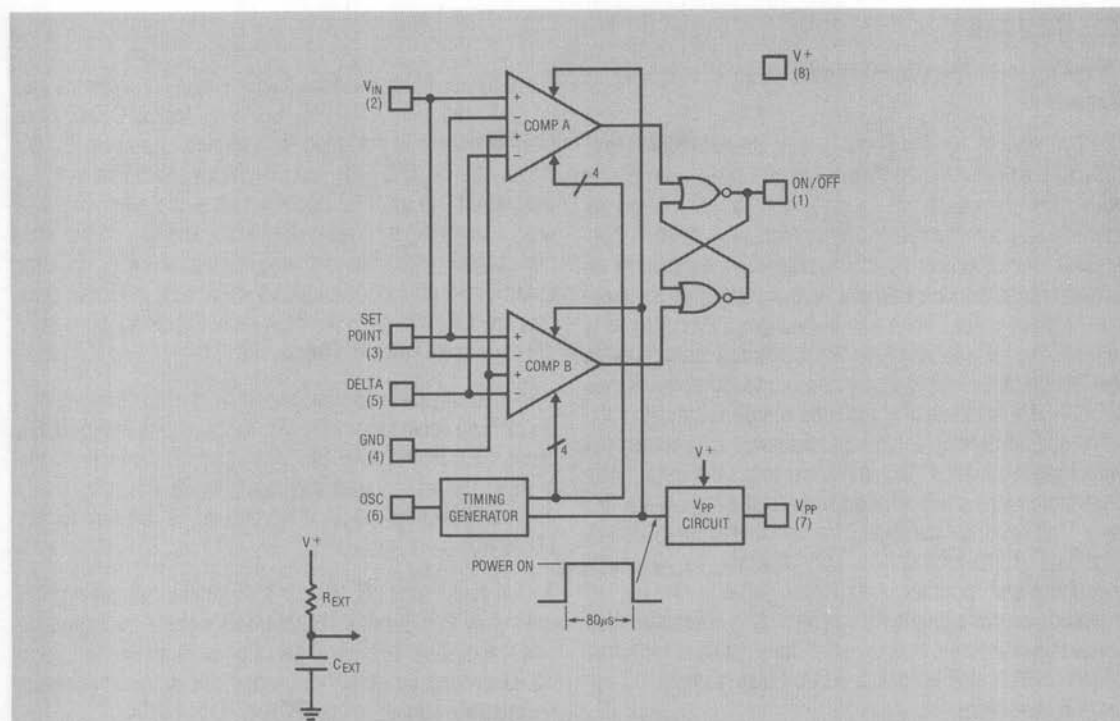 V+
(8)
VIN
(2)
+
−
+
−
COMP A
4
ON/OFF
(1)
SET
POINT
(3)
+
−
+
−
COMP B
DELTA
(5)
GND
(4)
4
V+
OSC
(6)
TIMING
GENERATOR
VPP
CIRCUIT
VPP
(7)
POWER ON
80μs
V+
REXT
CEXT